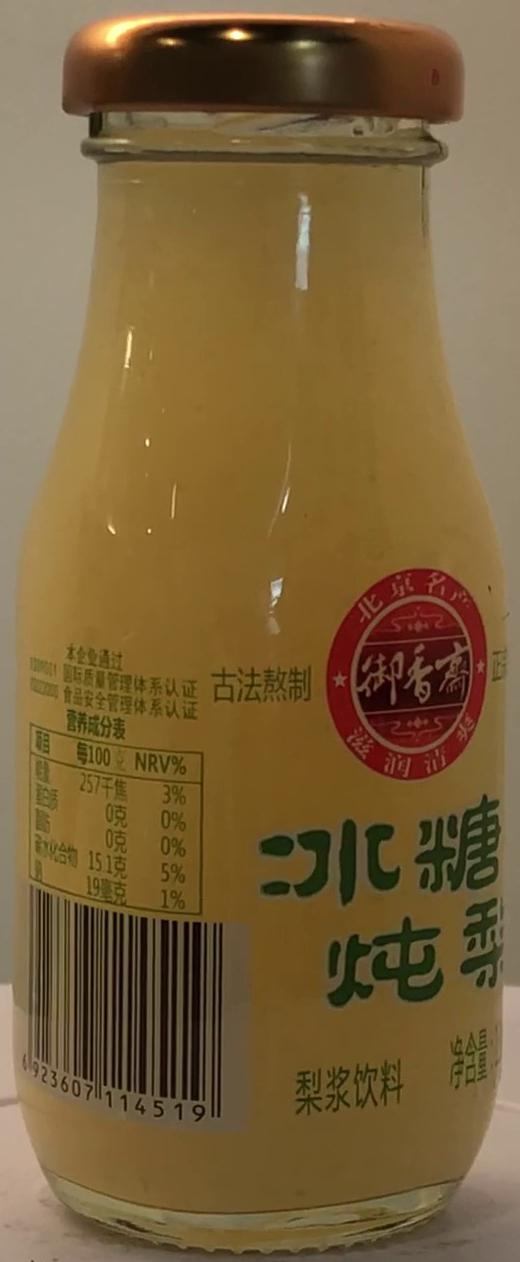 本企业通过
国际质量管理体系认证
食品安全管理体系认证
营养成分表
项目 每100克 NRV%
能量 257千焦 3%
蛋白质 0克 0%
脂肪 0克 0%
碳水化合物 15.1克 5%
钠 19毫克 1%
6 923607 114519
古法熬制
北京名产
御香斋
滋润清爽
冰糖
炖梨
梨浆饮料
净含量: